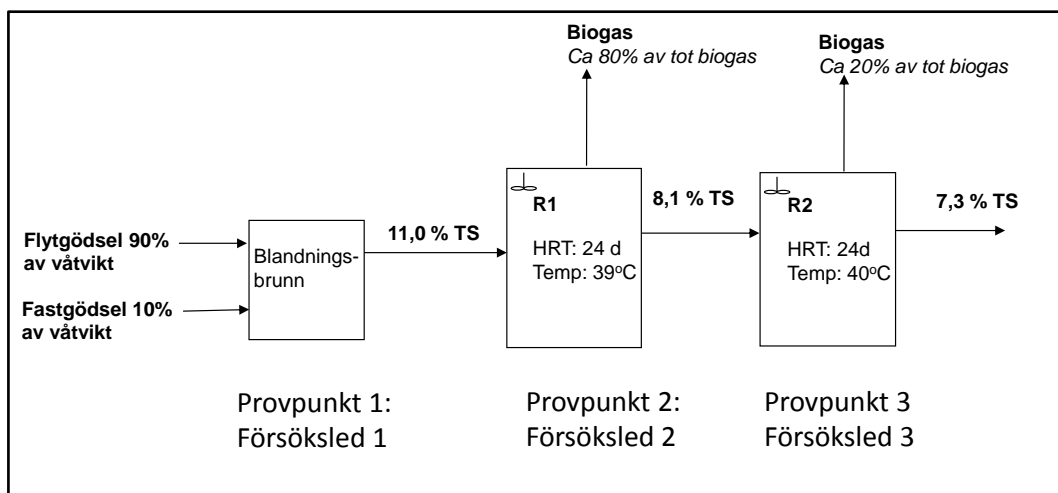 Biogas
Ca 80% av tot biogas
Biogas
Ca 20% av tot biogas
Flytgödsel 90%
av våtvikt
Fastgödsel 10%
av våtvikt
Blandnings-
brunn
11,0 % TS
R1
HRT: 24 d
Temp: 39°C
8,1 % TS
R2
HRT: 24d
Temp: 40°C
7,3 % TS
Provpunkt 1:
Försöksled 1
Provpunkt 2:
Försöksled 2
Provpunkt 3
Försöksled 3